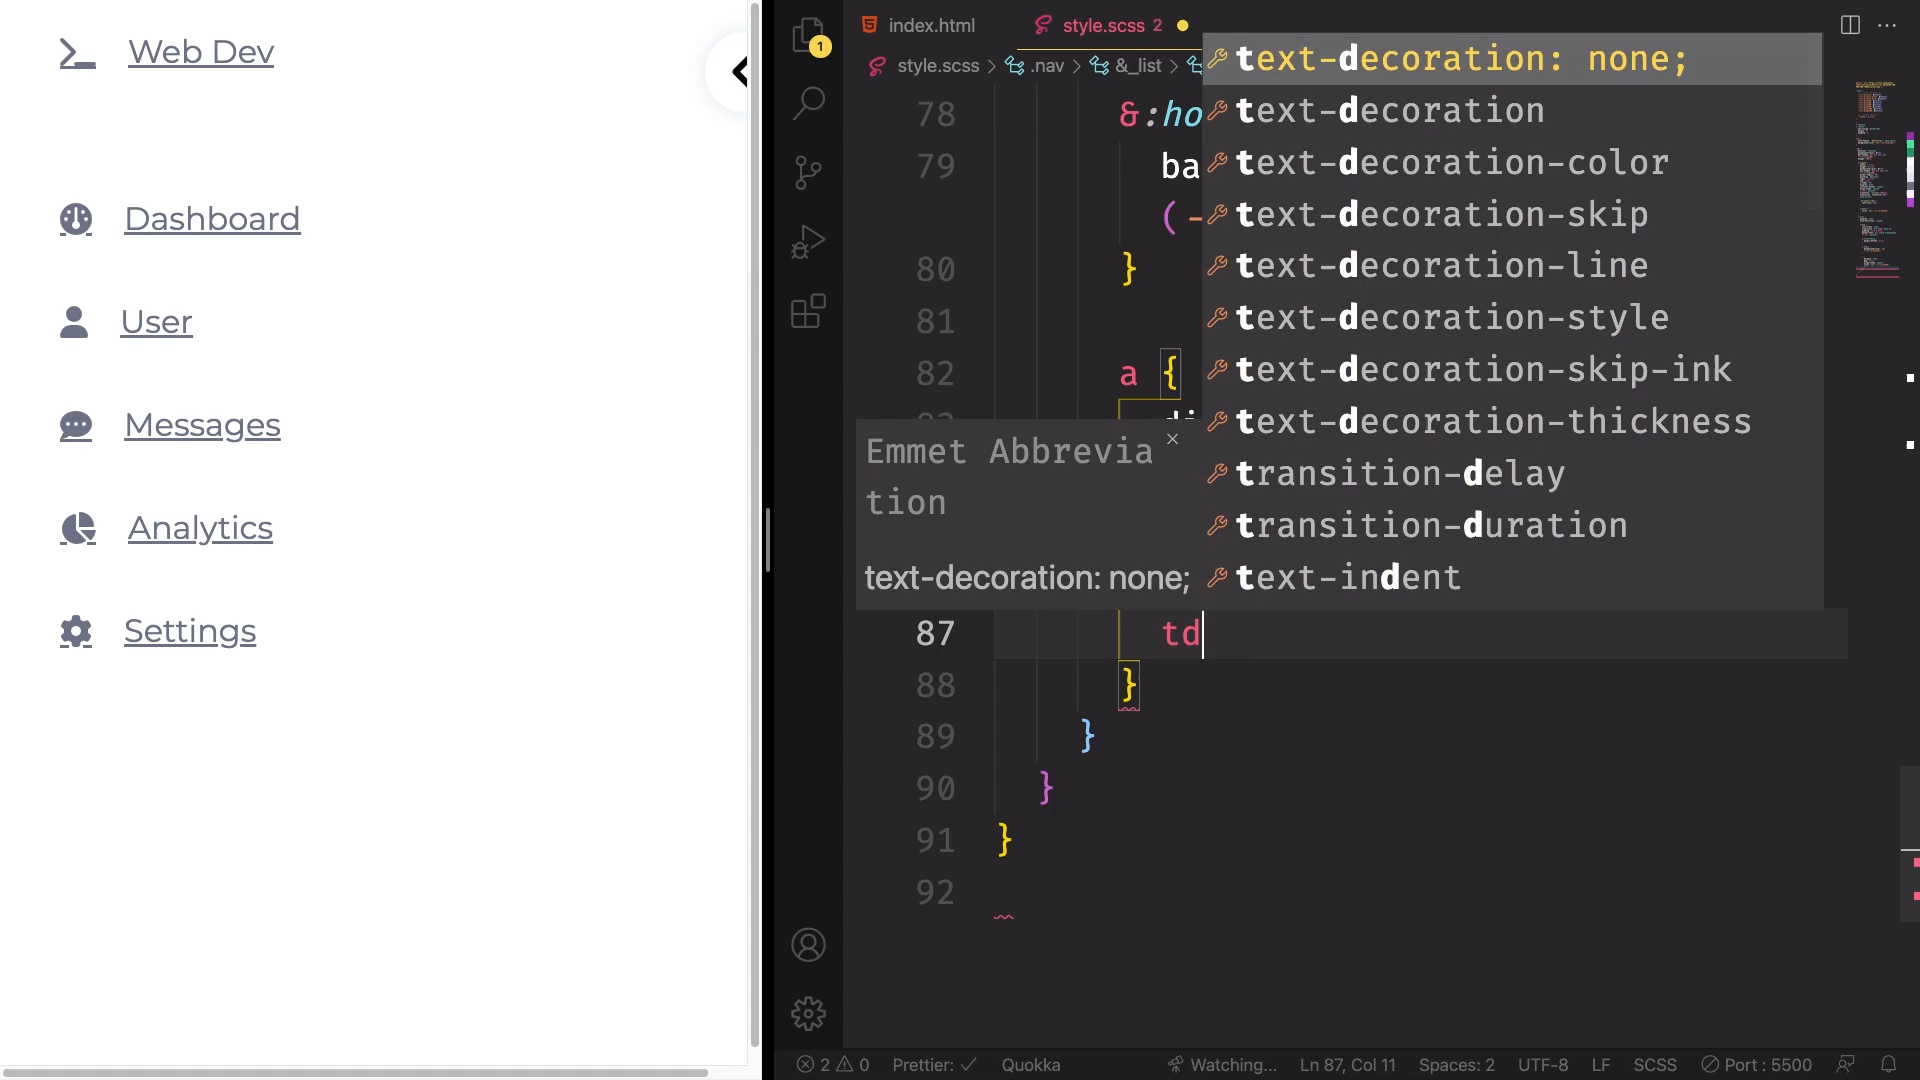 Web Dev
Dashboard
User
Messages
Analytics
Settings
1
index.html
style.scss 2
style.scss > .nav > &_list >
78 &:ho
79 ba
(-
80 }
81
82 a {
text-decoration: none;
text-decoration
text-decoration-color
text-decoration-skip
text-decoration-line
text-decoration-style
text-decoration-skip-ink
text-decoration-thickness
transition-delay
transition-duration
text-indent
Emmet Abbrevia
tion
text-decoration: none;
87 td
88 }
89 }
90 }
91 }
92
2 0 Prettier: ✓ Quokka Watching... Ln 87, Col 11 Spaces: 2 UTF-8 LF SCSS Port : 5500